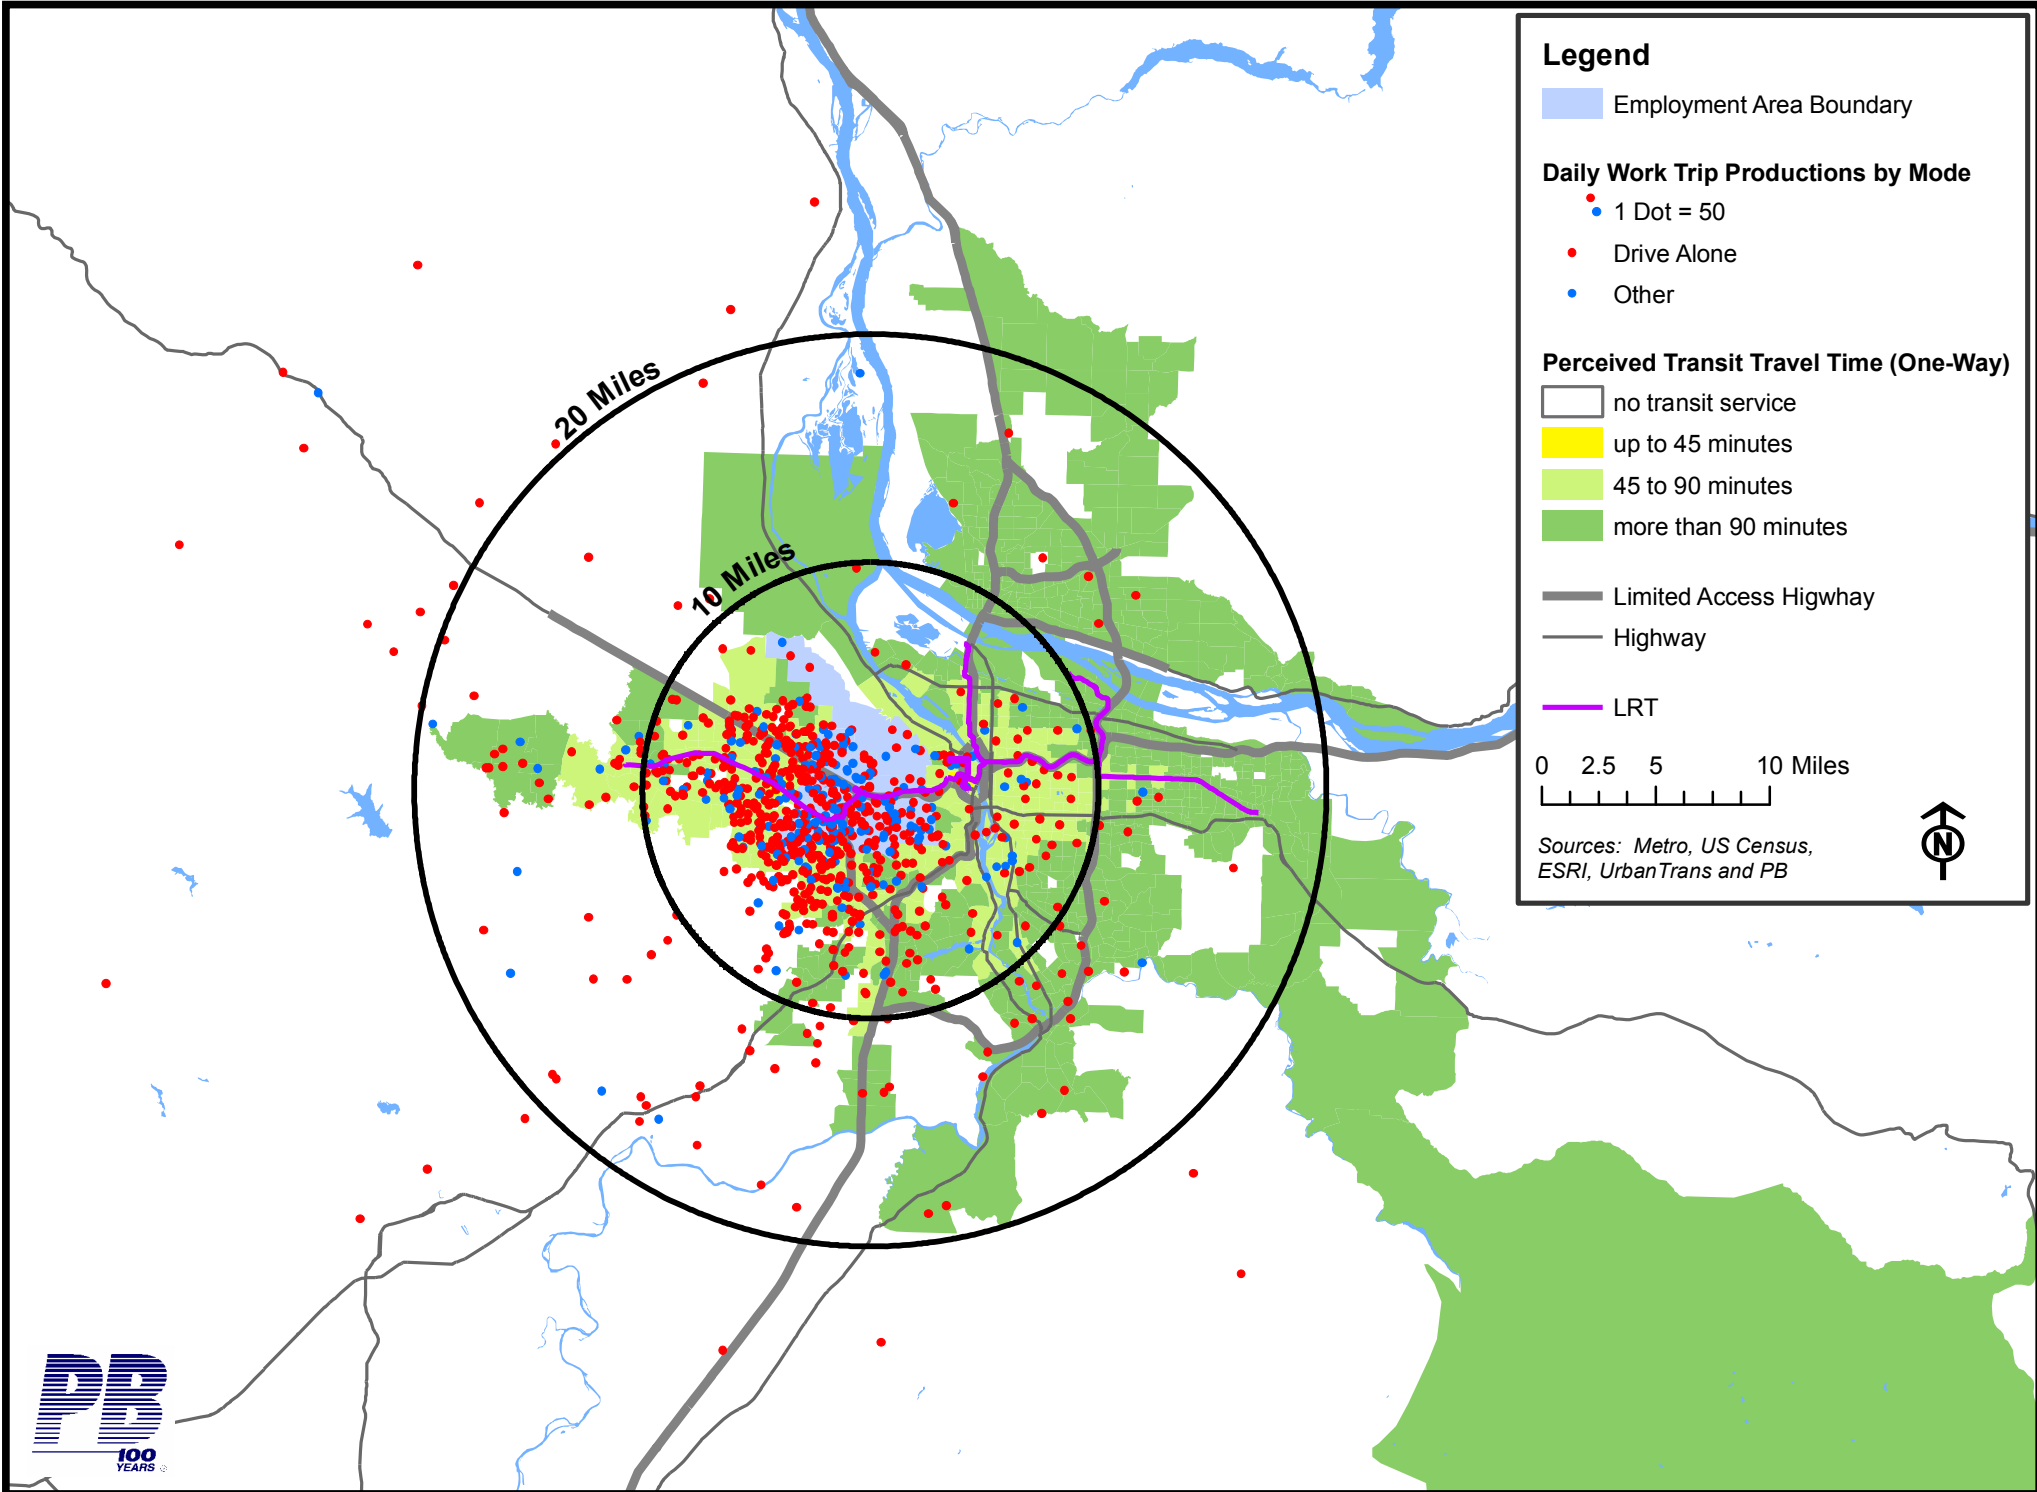 Legend
Employment Area Boundary
Daily Work Trip Productions by Mode
1 Dot = 50
Drive Alone
Other
Perceived Transit Travel Time (One-Way)
no transit service
up to 45 minutes
45 to 90 minutes
more than 90 minutes
Limited Access Higwhay
Highway
LRT
0 2.5 5 10 Miles
Sources: Metro, US Census,
ESRI, UrbanTrans and PB
N
20 Miles
10 Miles
PB
100
YEARS